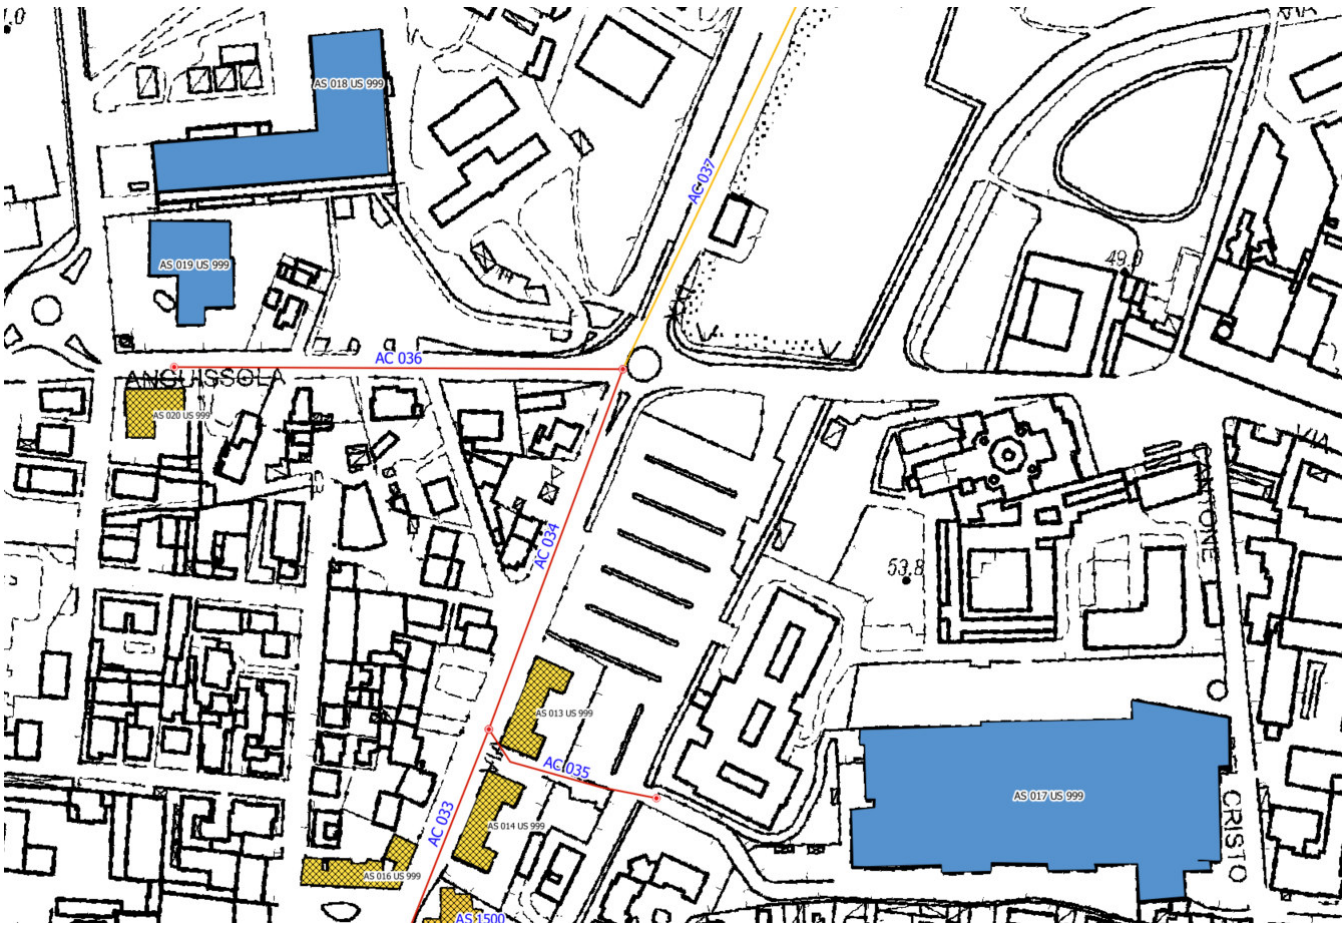 .0
AS 018 US 999
AC 037
AS 019 US 999
49,0
AC 036
ANGUISSOLA
AS 020 US 999
VIA
CANTONE
AC 034
53,8
AS 013 US 999
AC 035
AS 017 US 999
AC 033
AS 014 US 999
CRISTO
AS 016 US 999
AS 1500